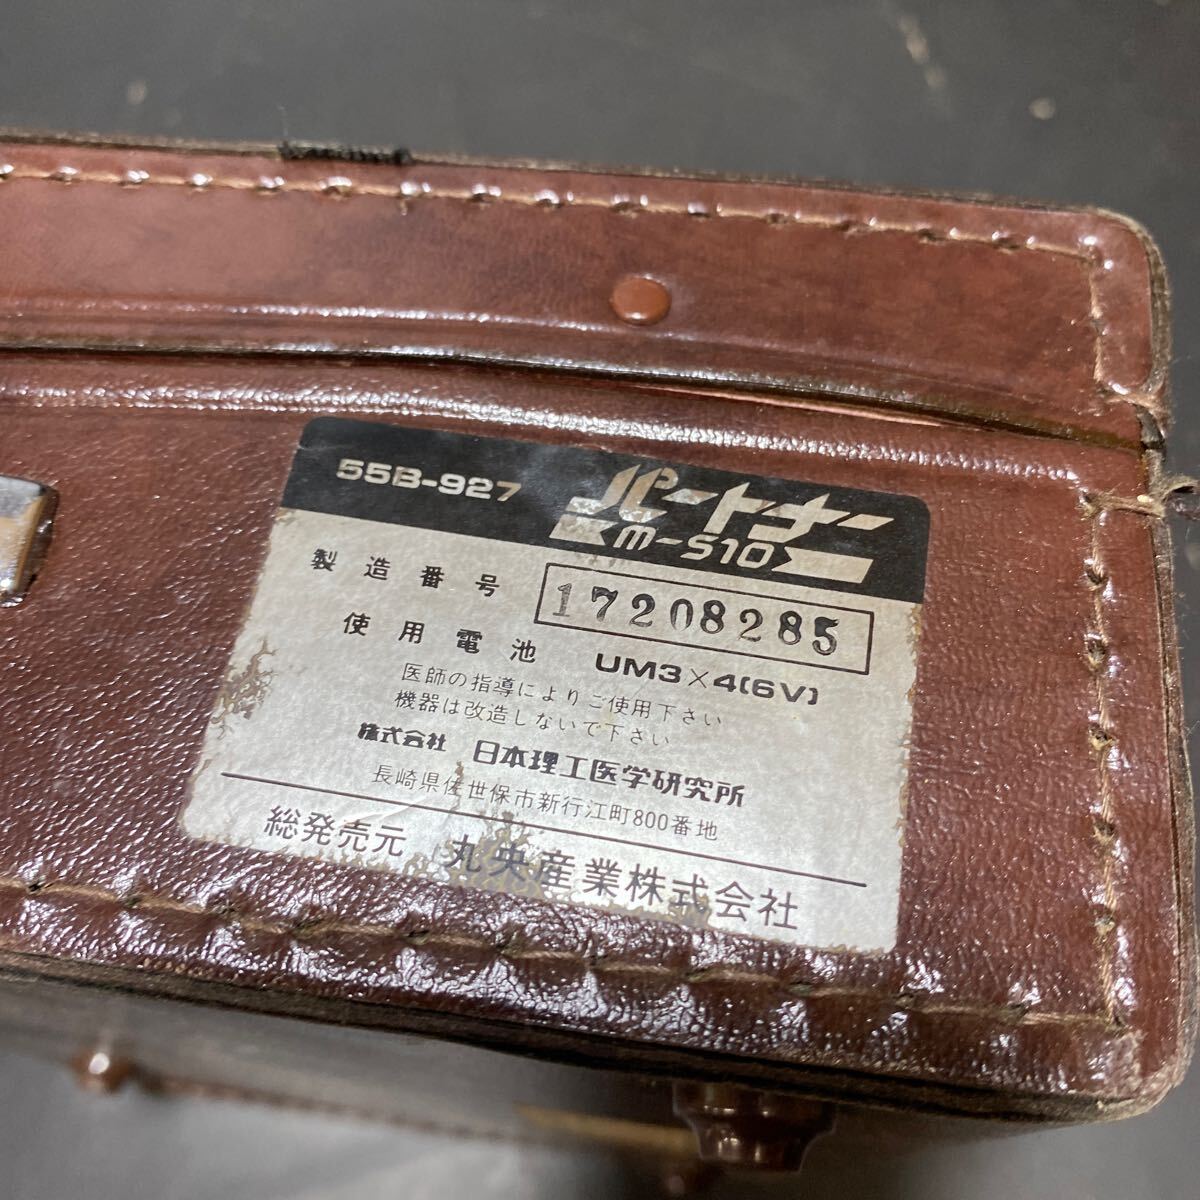 55B-927 パートナー
m-S10
製造番号 17208285
使用電池 UM3×4(6V)
医師の指導によりご使用下さい
機器は改造しないで下さい
株式会社 日本理工医学研究所
長崎県佐世保市新行江町800番地
総発売元 丸央産業株式会社